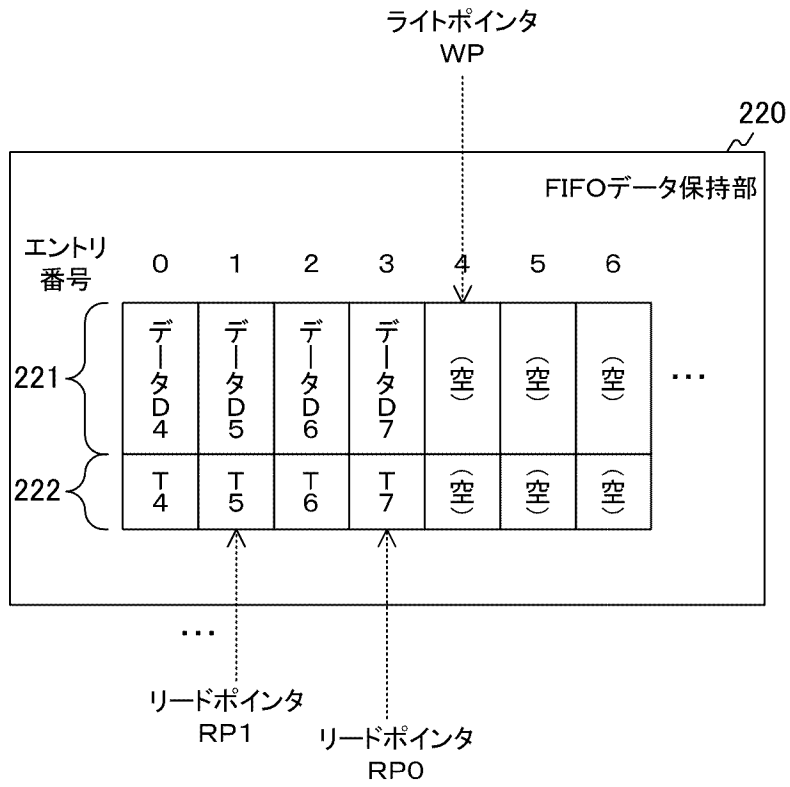 ライトポインタ
WP
220
FIFOデータ保持部
エントリ
番号
0 1 2 3 4 5 6
221
データD4 データD5 データD6 データD7 (空) (空) (空)
…
222
T4 T5 T6 T7 (空) (空) (空)
…
リードポインタ
RP1
リードポインタ
RP0